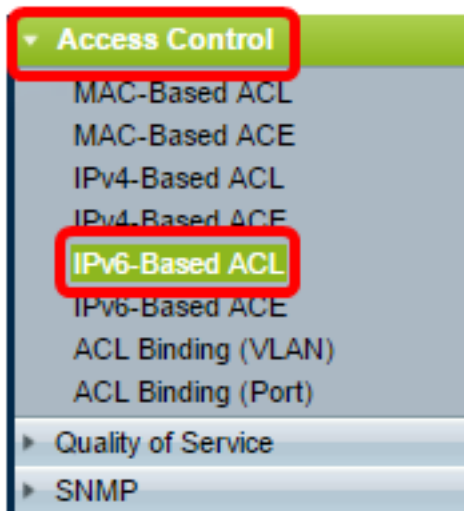 Access Control
MAC-Based ACL
MAC-Based ACE
IPv4-Based ACL
IPv4-Based ACE
IPv6-Based ACL
IPv6-Based ACE
ACL Binding (VLAN)
ACL Binding (Port)
Quality of Service
SNMP